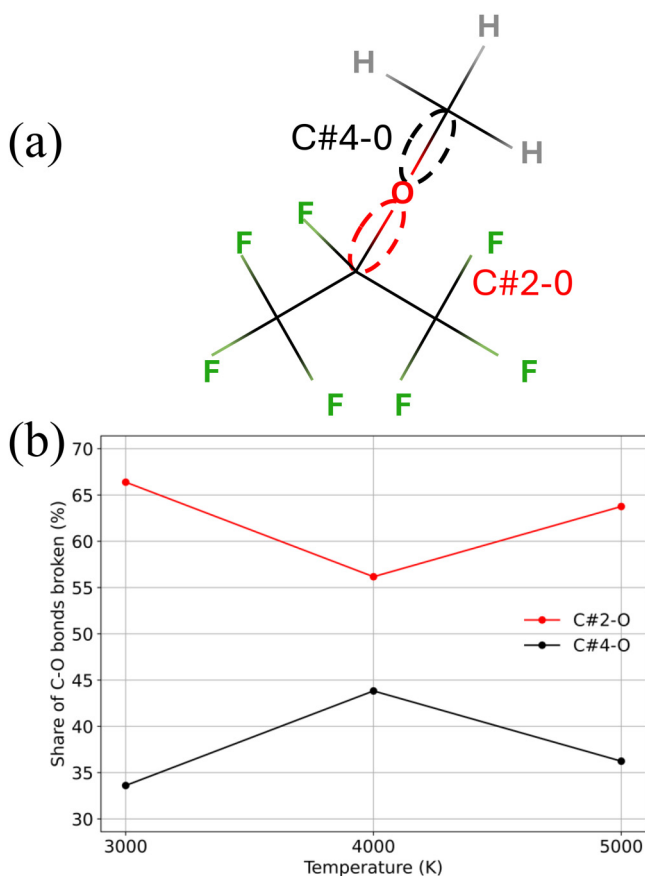 (a)
H
H
C#4-0
H
O
F
F
F
C#2-0
F
F
F
F
(b)
70
65
60
55
50
45
40
35
30
Share of C-O bonds broken (%)
C#2-O
C#4-O
3000
4000
5000
Temperature (K)